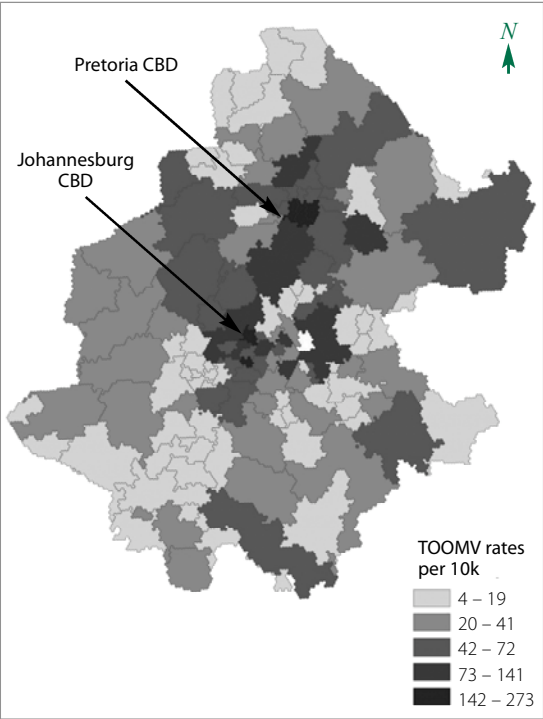 N
Pretoria CBD
Johannesburg
CBD
TOOMV rates
per 10k
4 – 19
20 – 41
42 – 72
73 – 141
142 – 273